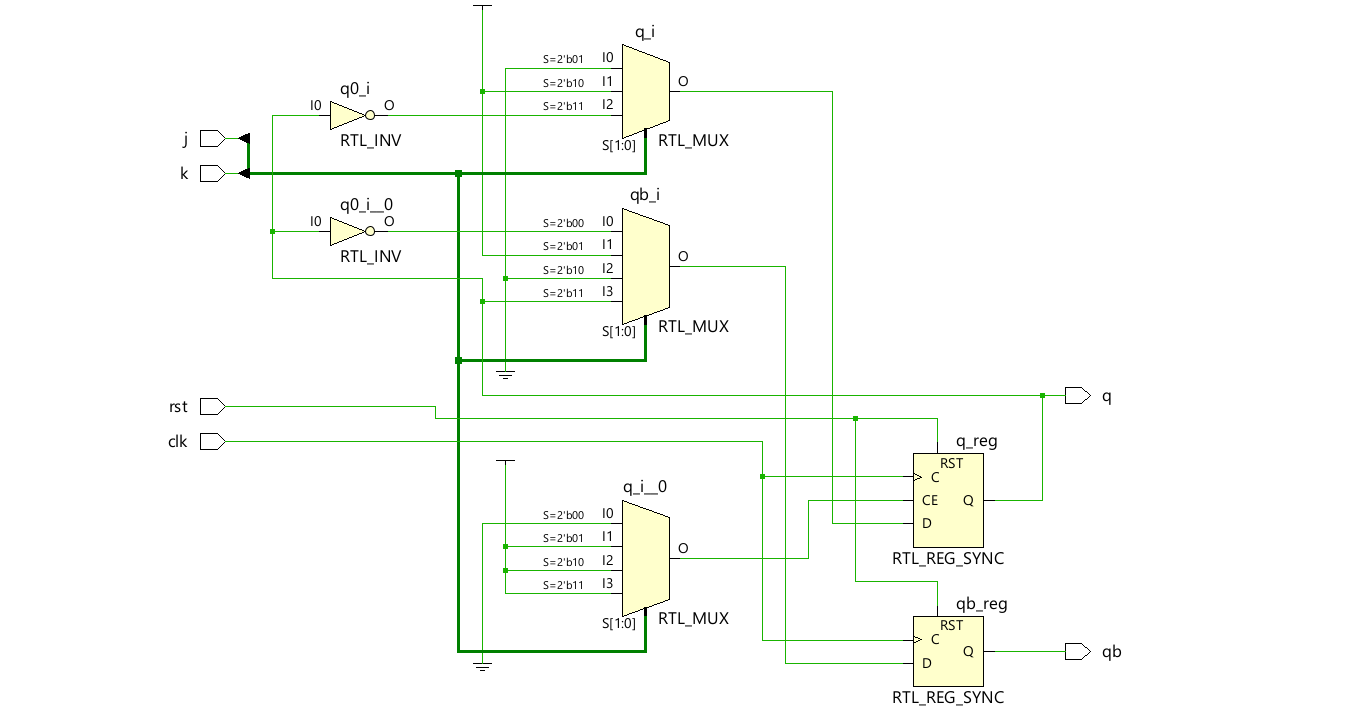 q_i
S=2'b01 I0
S=2'b10 I1 O
S=2'b11 I2
S[1:0] RTL_MUX
q0_i
I0 O
RTL_INV
j
k
q0_i__0
I0 O
RTL_INV
qb_i
S=2'b00 I0
S=2'b01 I1 O
S=2'b10 I2
S=2'b11 I3
S[1:0] RTL_MUX
rst
clk
q
q_i__0
S=2'b00 I0
S=2'b01 I1 O
S=2'b10 I2
S=2'b11 I3
S[1:0] RTL_MUX
q_reg
RST
C
CE Q
D
RTL_REG_SYNC
qb_reg
RST
C
Q
D
RTL_REG_SYNC
qb